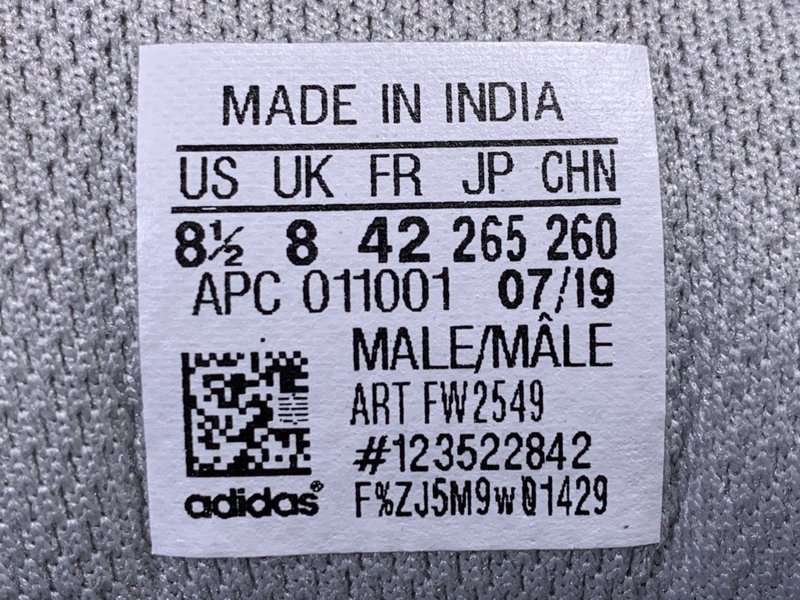 MADE IN INDIA
US UK FR JP CHN
8½ 8 42 265 260
APC 011001 07/19
MALE/MÂLE
ART FW2549
#123522842
adidas® F%ZJ5M9w01429